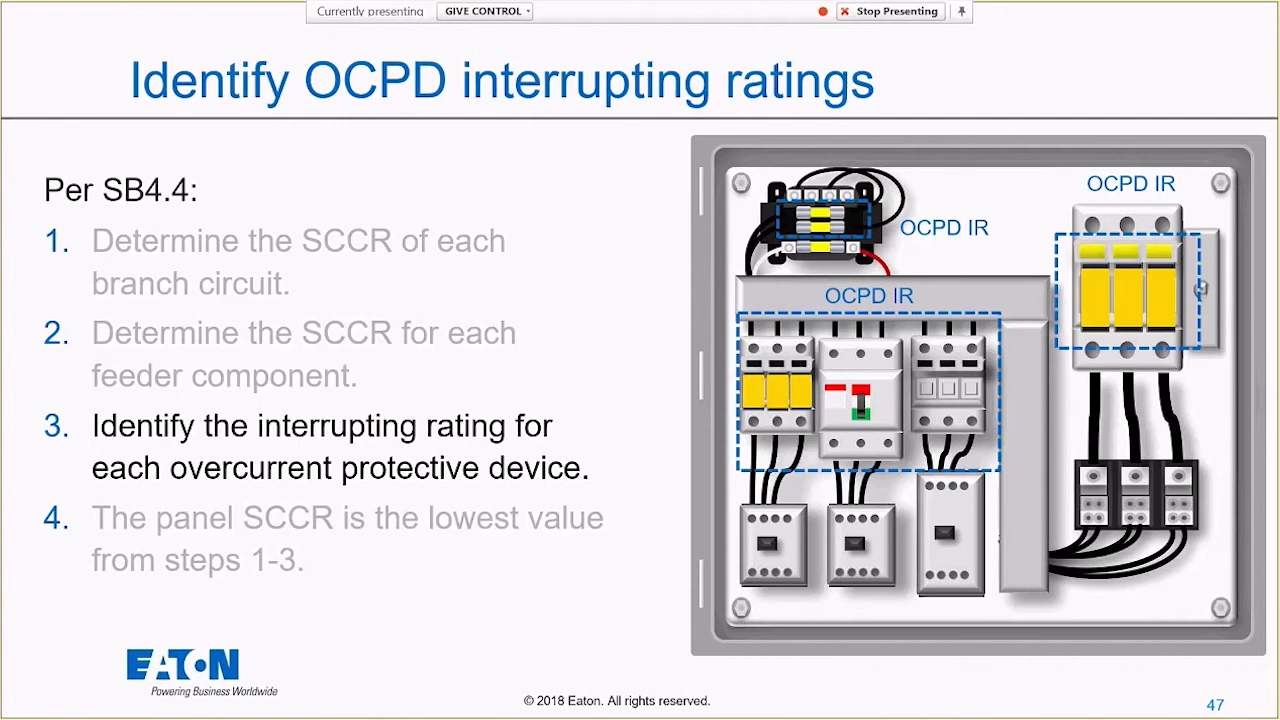 Currently presenting
GIVE CONTROL
Stop Presenting
Identify OCPD interrupting ratings
Per SB4.4:
1. Determine the SCCR of each
branch circuit.
2. Determine the SCCR for each
feeder component.
3. Identify the interrupting rating for
each overcurrent protective device.
4. The panel SCCR is the lowest value
from steps 1-3.
OCPD IR
OCPD IR
OCPD IR
EATON
Powering Business Worldwide
© 2018 Eaton. All rights reserved.
47